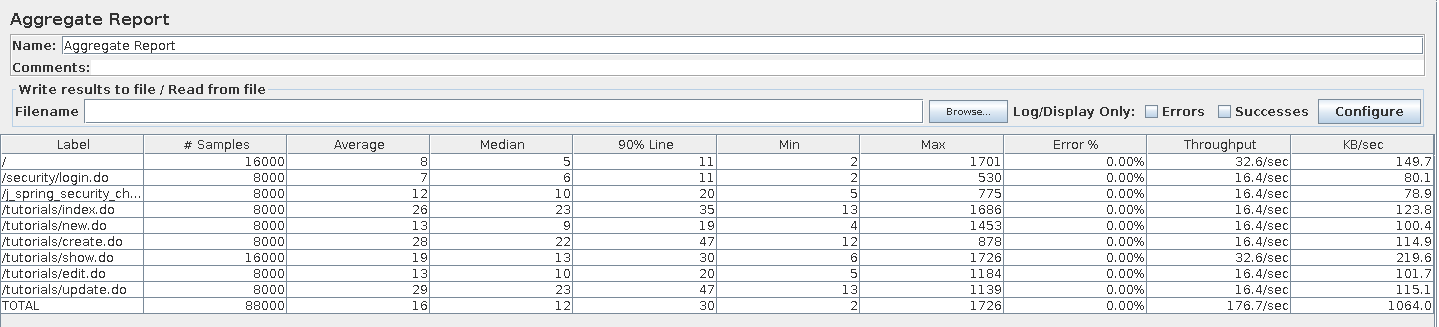 Aggregate Report
Name: Aggregate Report
Comments:
Write results to file / Read from file
Filename Browse... Log/Display Only: Errors Successes Configure
Label # Samples Average Median 90% Line Min Max Error % Throughput KB/sec
/ 16000 8 5 11 2 1701 0.00% 32.6/sec 149.7
/security/login.do 8000 7 6 11 2 530 0.00% 16.4/sec 80.1
/j_spring_security_ch... 8000 12 10 20 5 775 0.00% 16.4/sec 78.9
/tutorials/index.do 8000 26 23 35 13 1686 0.00% 16.4/sec 123.8
/tutorials/new.do 8000 13 9 19 4 1453 0.00% 16.4/sec 100.4
/tutorials/create.do 8000 28 22 47 12 878 0.00% 16.4/sec 114.9
/tutorials/show.do 16000 19 13 30 6 1726 0.00% 32.6/sec 219.6
/tutorials/edit.do 8000 13 10 20 5 1184 0.00% 16.4/sec 101.7
/tutorials/update.do 8000 29 23 47 13 1139 0.00% 16.4/sec 115.1
TOTAL 88000 16 12 30 2 1726 0.00% 176.7/sec 1064.0